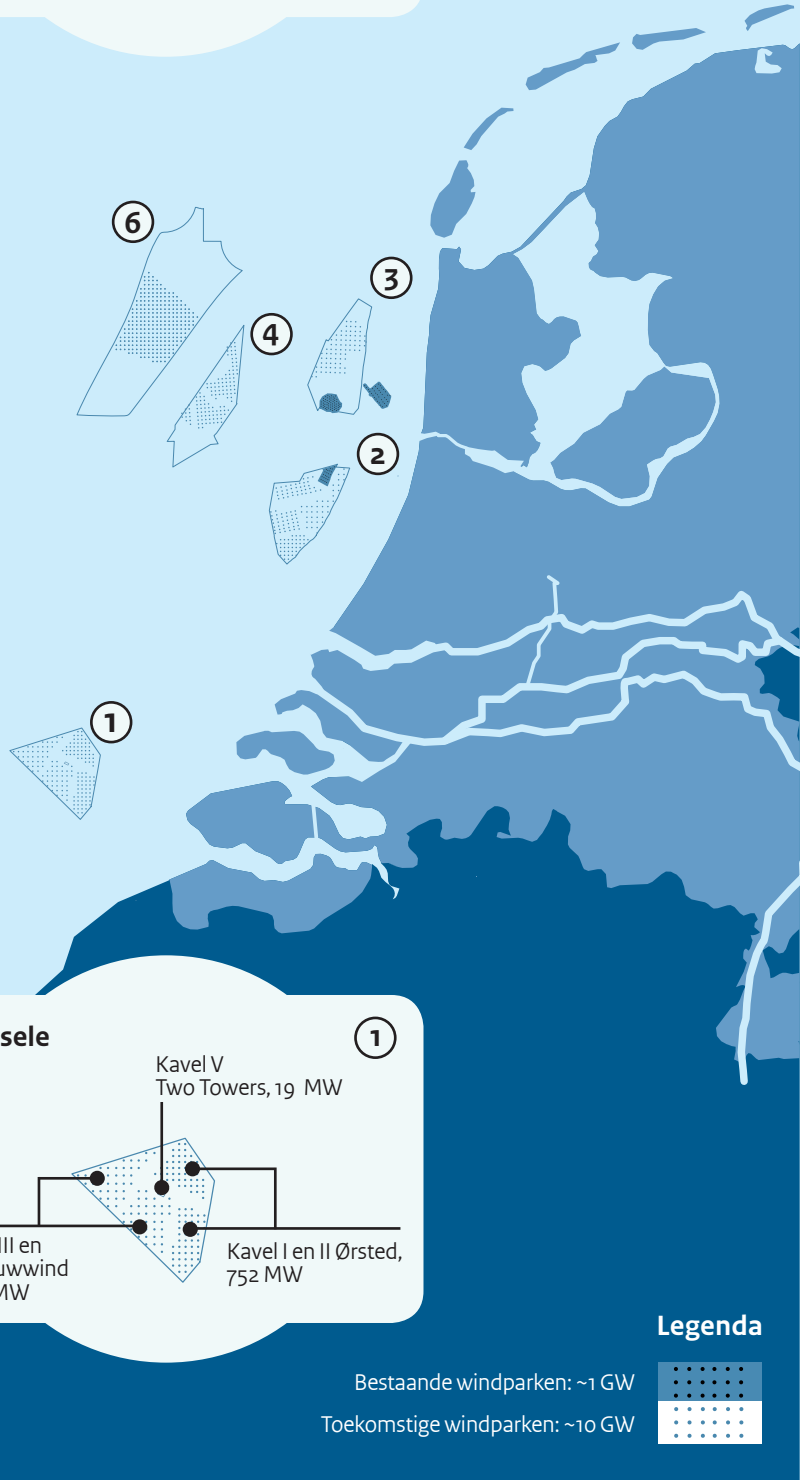 6
3
4
2
1
sele
1
Kavel V
Two Towers, 19 MW
III en
uwwind
MW
Kavel I en II Ørsted,
752 MW
Legenda
Bestaande windparken: ~1 GW
Toekomstige windparken: ~10 GW